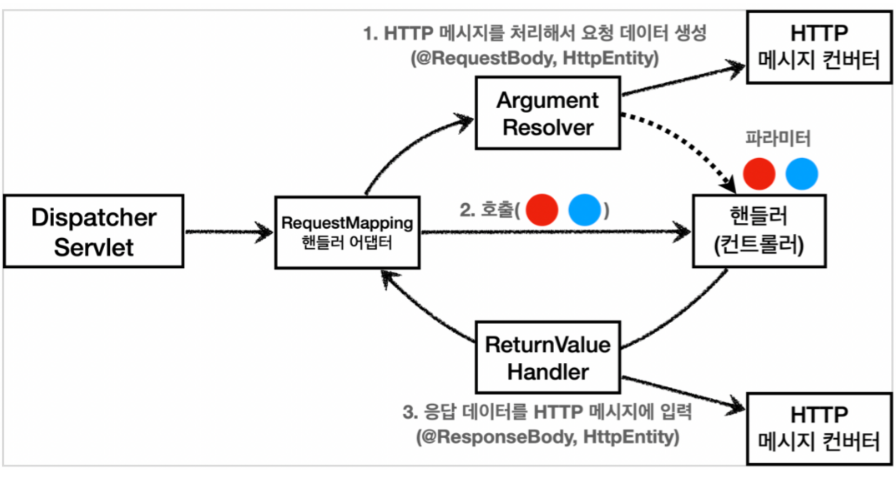 1. HTTP 메시지를 처리해서 요청 데이터 생성
(@RequestBody, HttpEntity)
HTTP
메시지 컨버터
Argument
Resolver
파라미터
Dispatcher
Servlet
RequestMapping
핸들러 어댑터
2. 호출( )
핸들러
(컨트롤러)
ReturnValue
Handler
3. 응답 데이터를 HTTP 메시지에 입력
(@ResponseBody, HttpEntity)
HTTP
메시지 컨버터